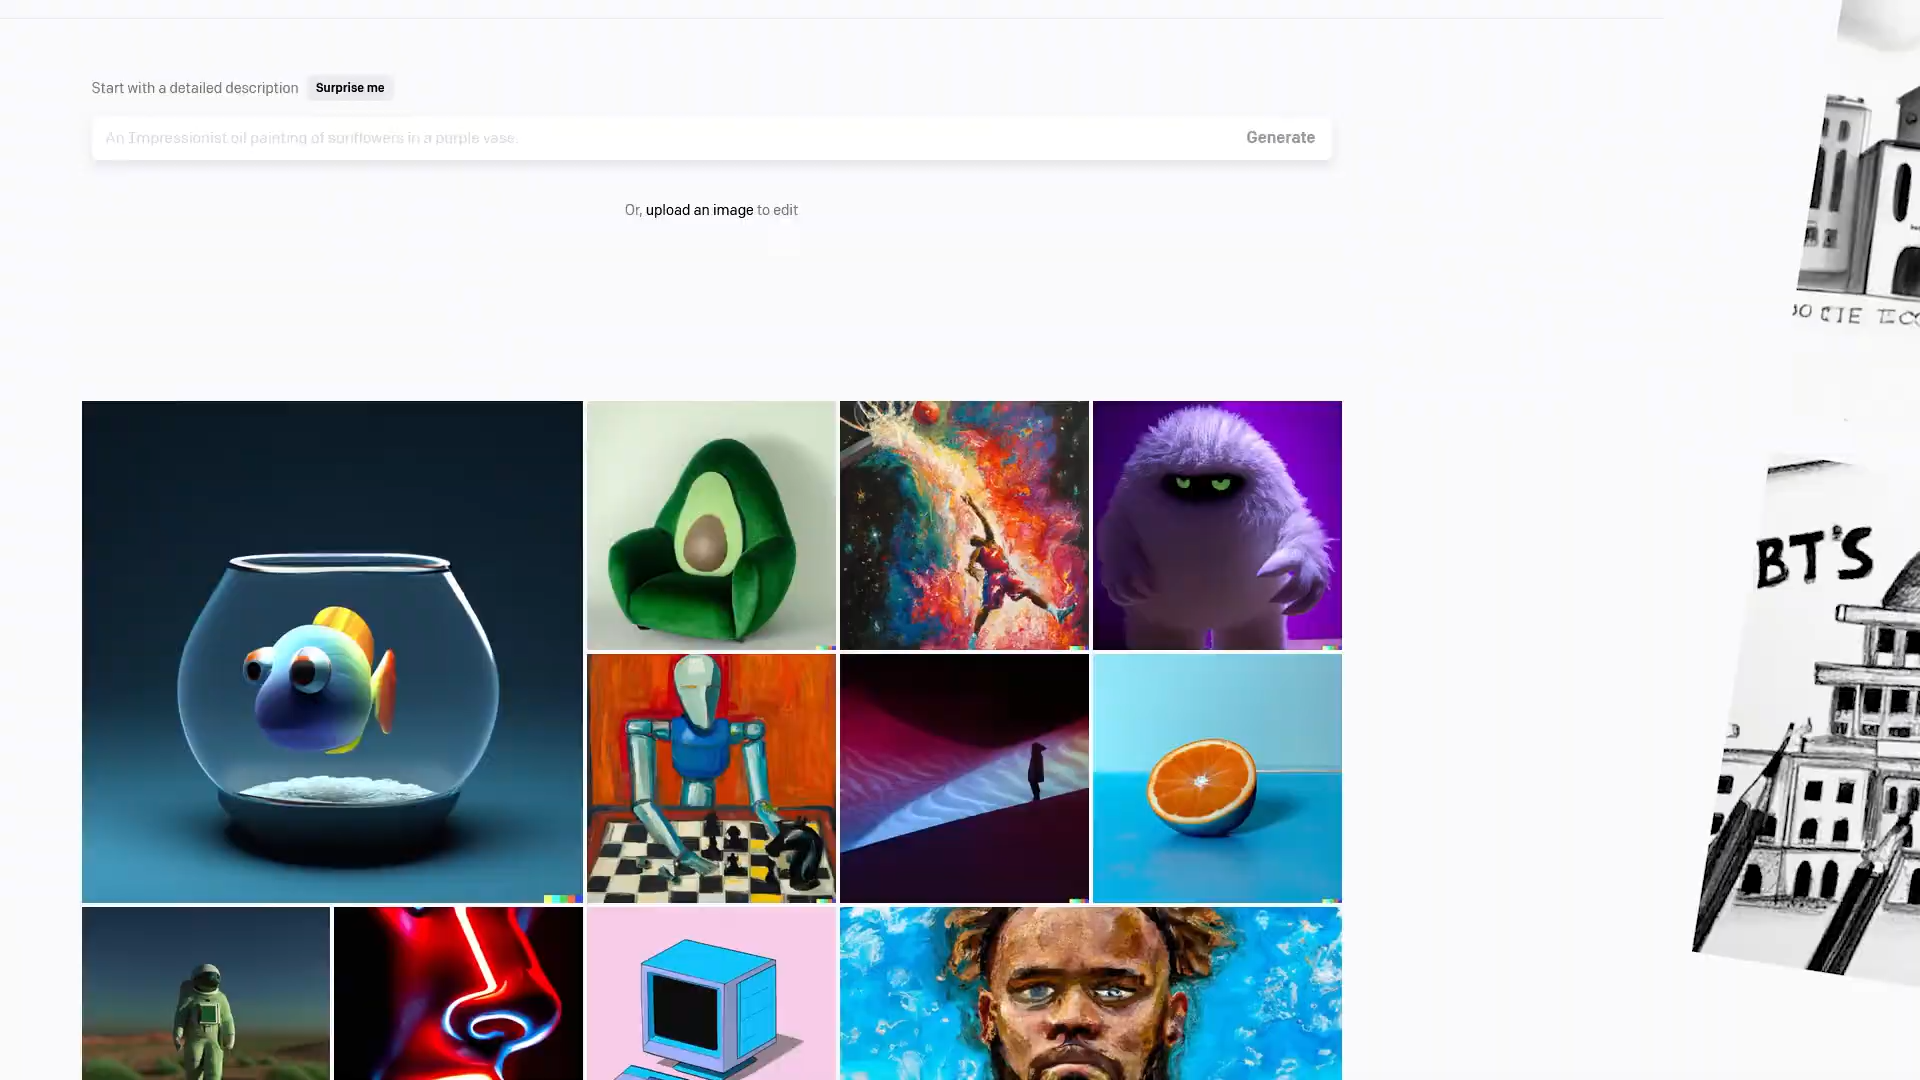 Start with a detailed description Surprise me
An Impressionist oil painting of sunflowers in a purple vase.
Generate
Or, upload an image to edit
BT'S